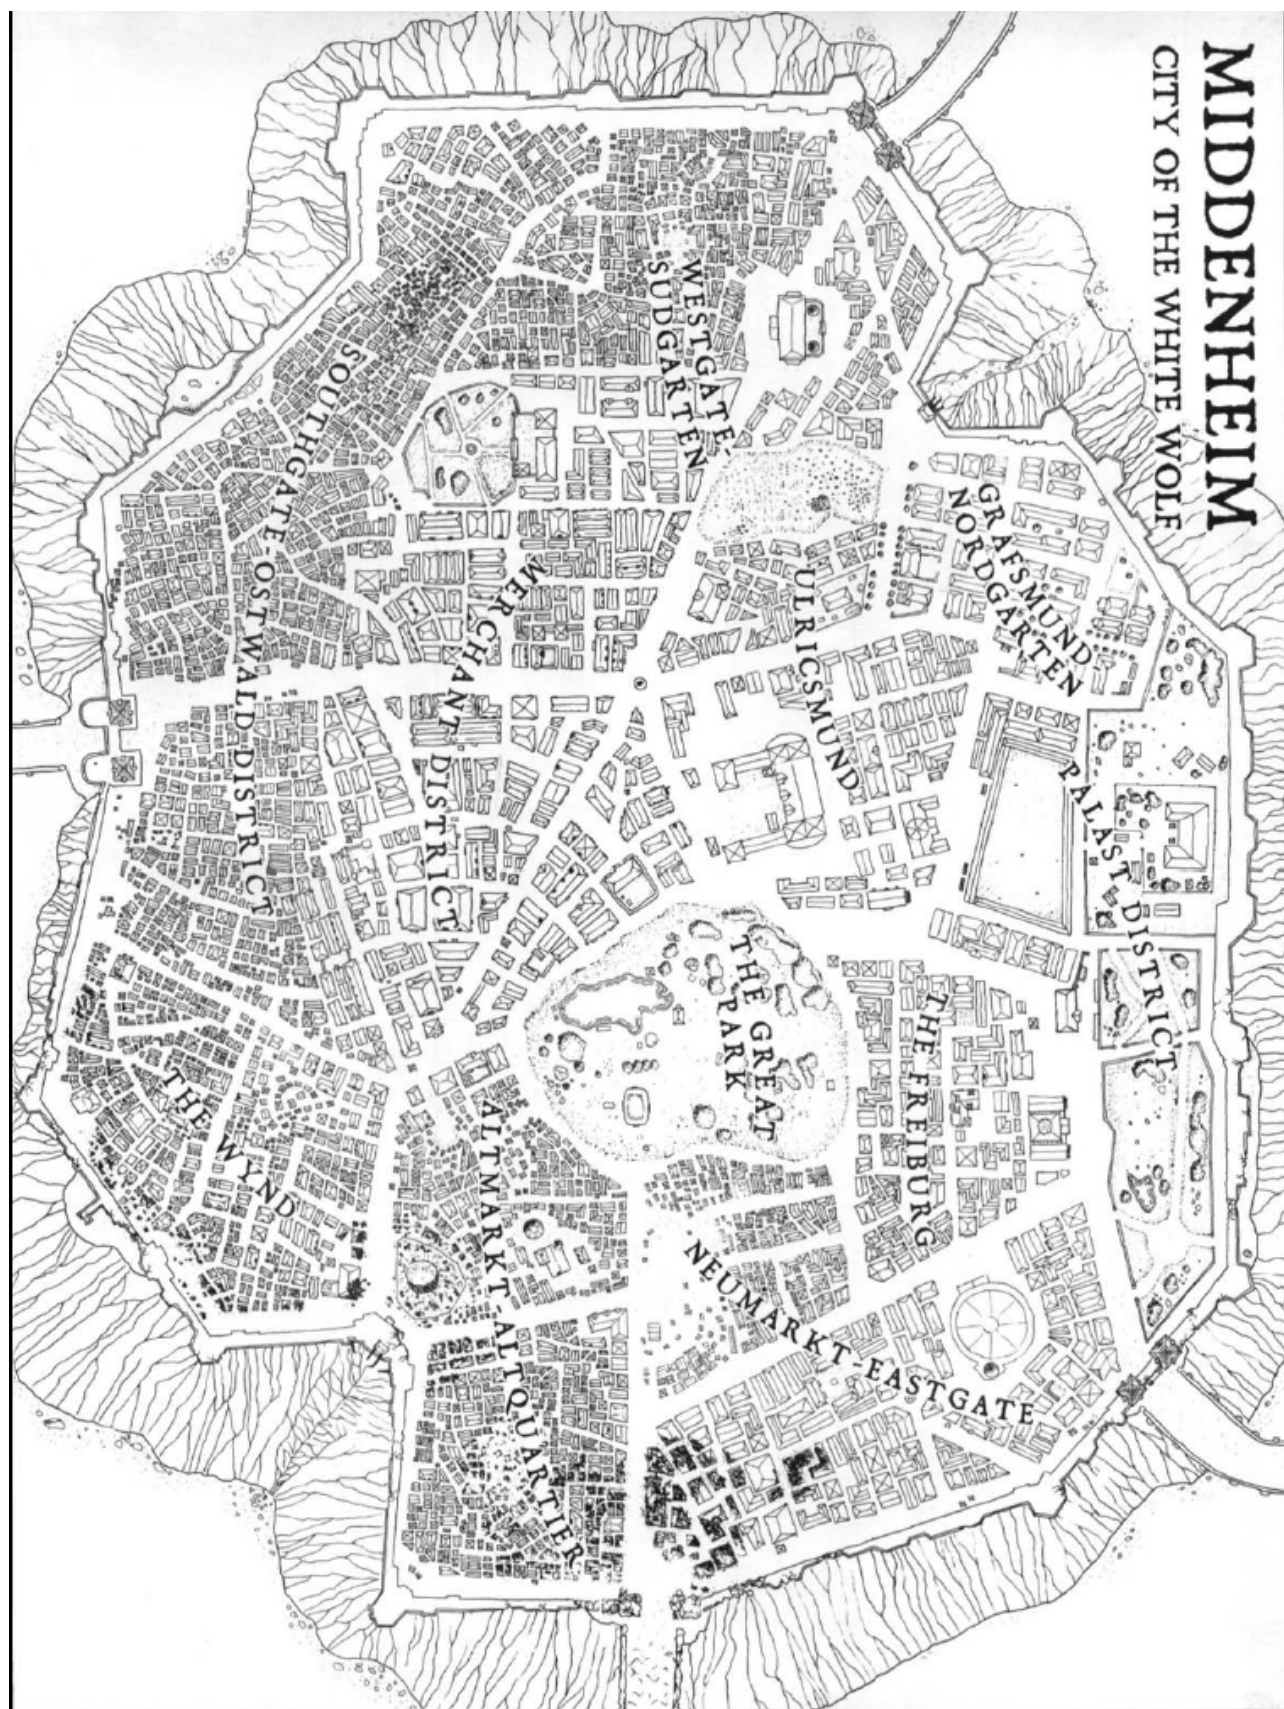 MIDDENHEIM
CITY OF THE WHITE WOLF
GRAFSMUND
NORDGARTEN
PALAST DISTRICT
WESTGATE-
SUDGARTEN
ULRICSMUND
THE FREIBURG
THE GREAT
PARK
NEUMARKT-EASTGATE
MERCHANT DISTRICT
SOUTHGATE-OSTWALD DISTRICT
ALTMARKT-ALTQUARTIER
THE WYND